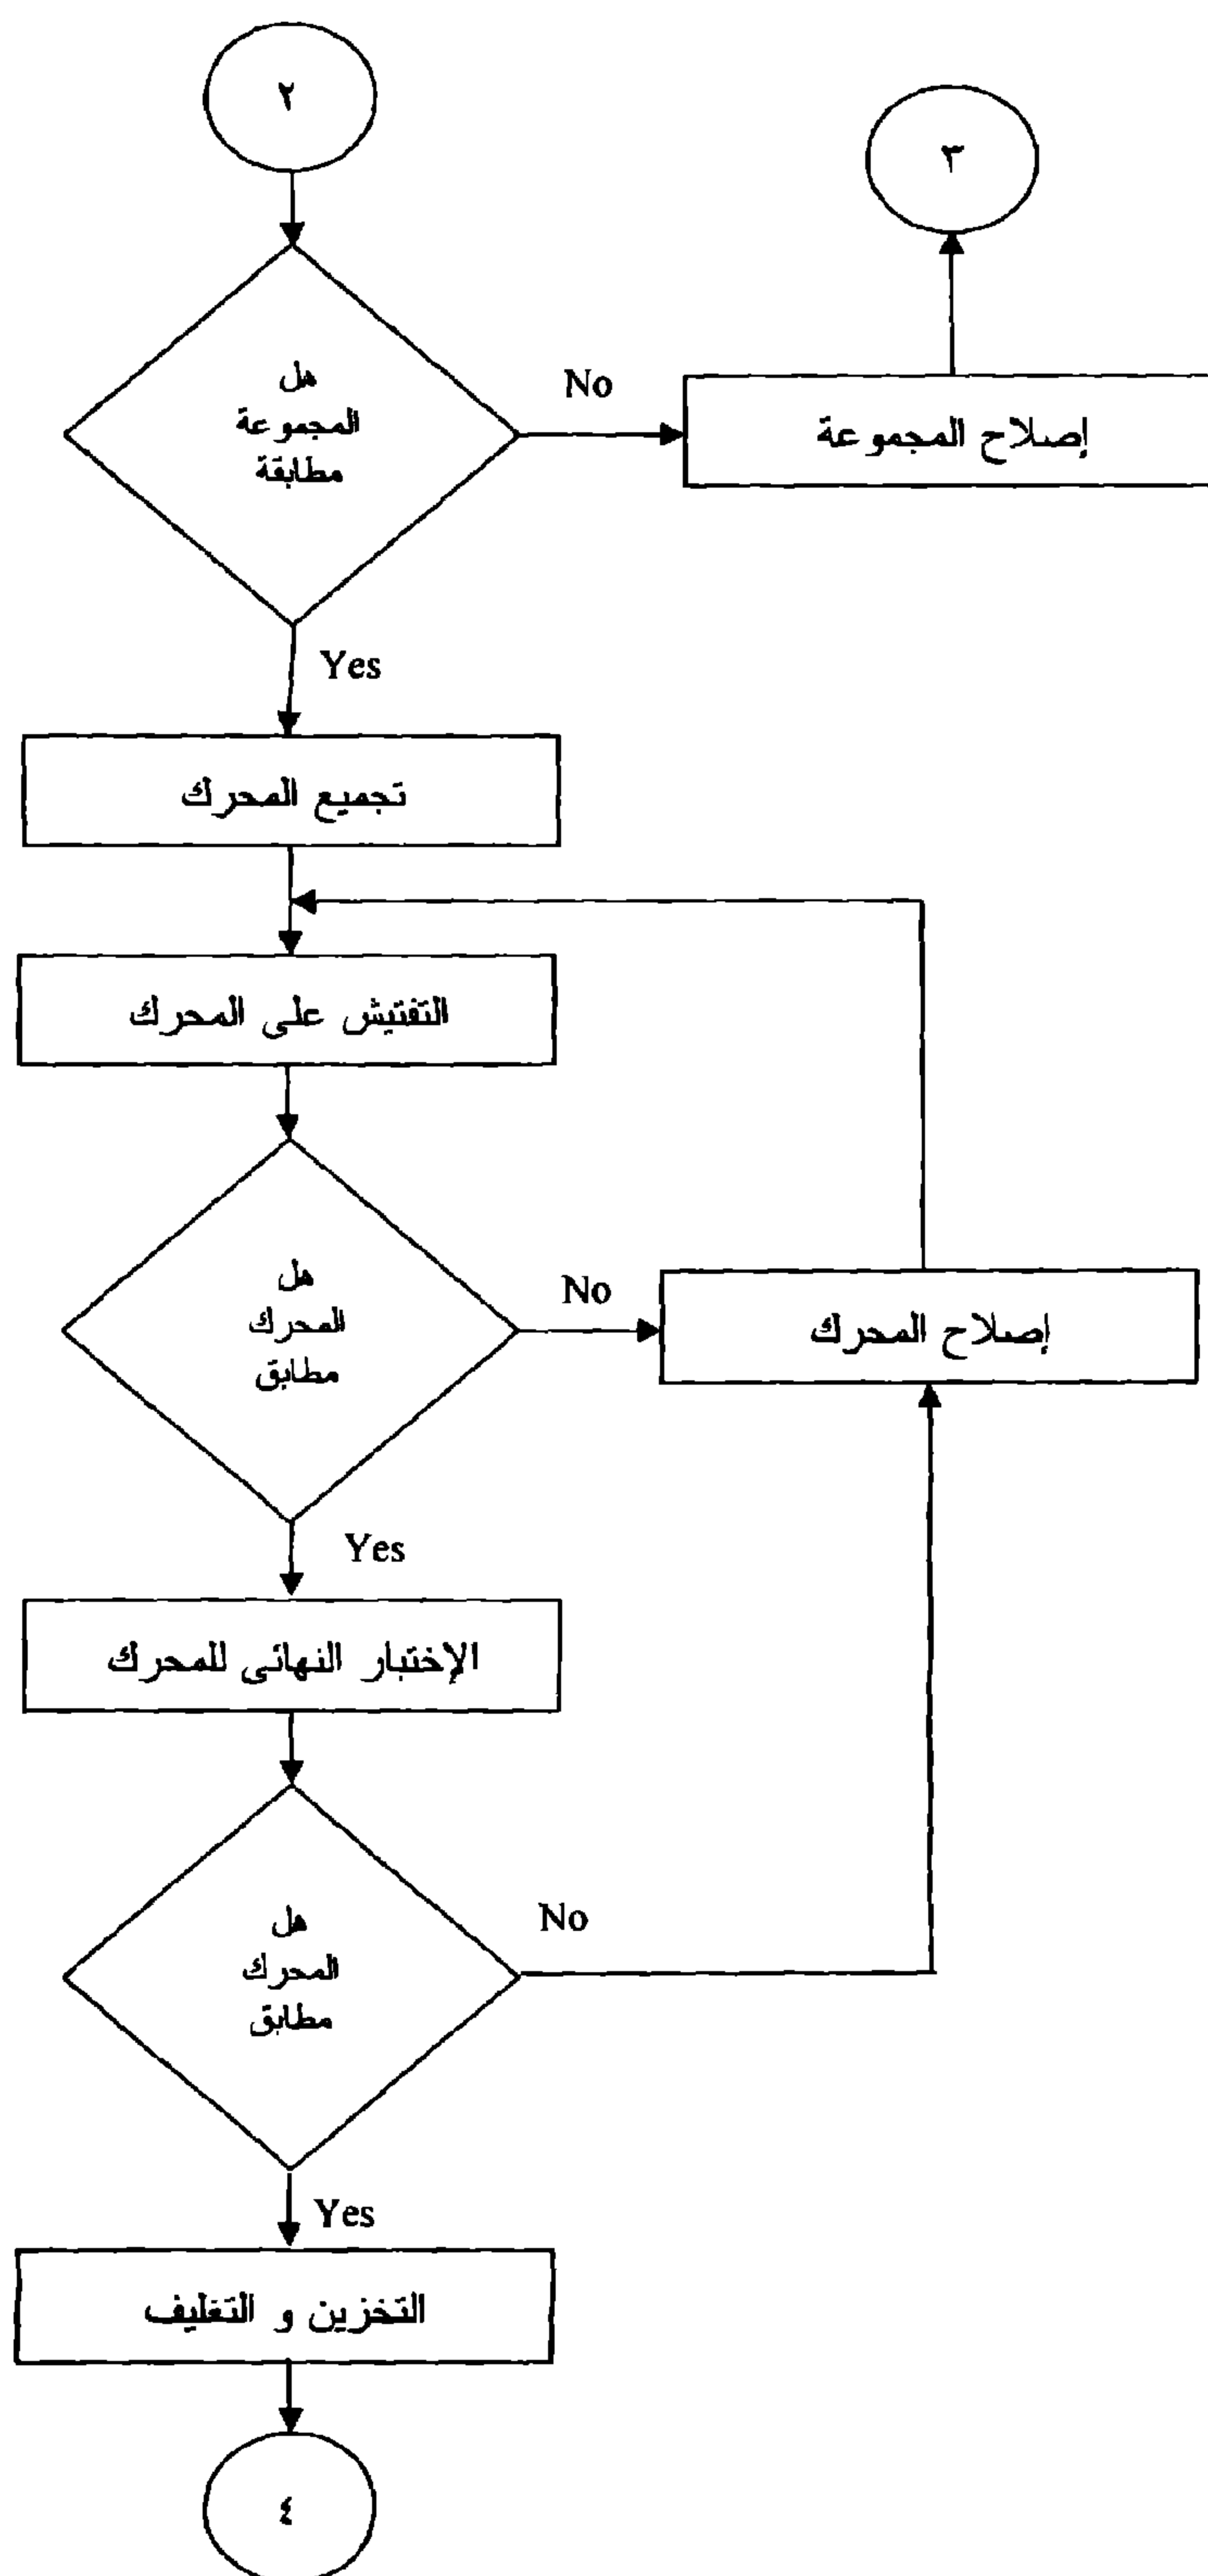 ٢
٣
هل
المجموعة
مطابقة
No
إصلاح المجموعة
Yes
تجميع المحرك
التفتيش على المحرك
هل
المحرك
مطابق
No
إصلاح المحرك
Yes
الإختبار النهائى للمحرك
هل
المحرك
مطابق
No
Yes
التخزين و التغليف
٤